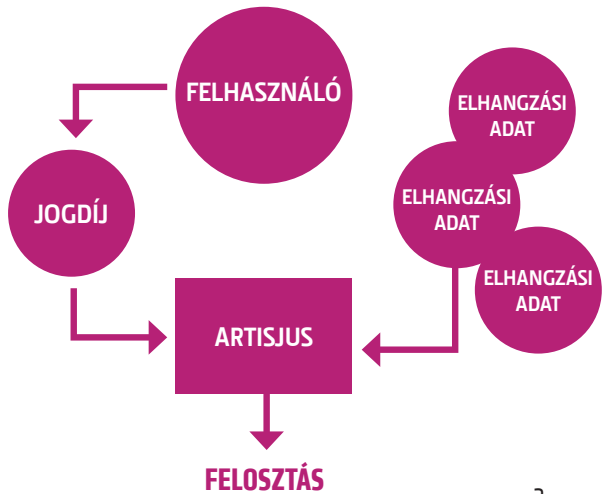 FELHASZNÁLÓ
ELHANGZÁSI
ADAT
ELHANGZÁSI
ADAT
JOGDÍJ
ELHANGZÁSI
ADAT
ARTISJUS
FELOSZTÁS